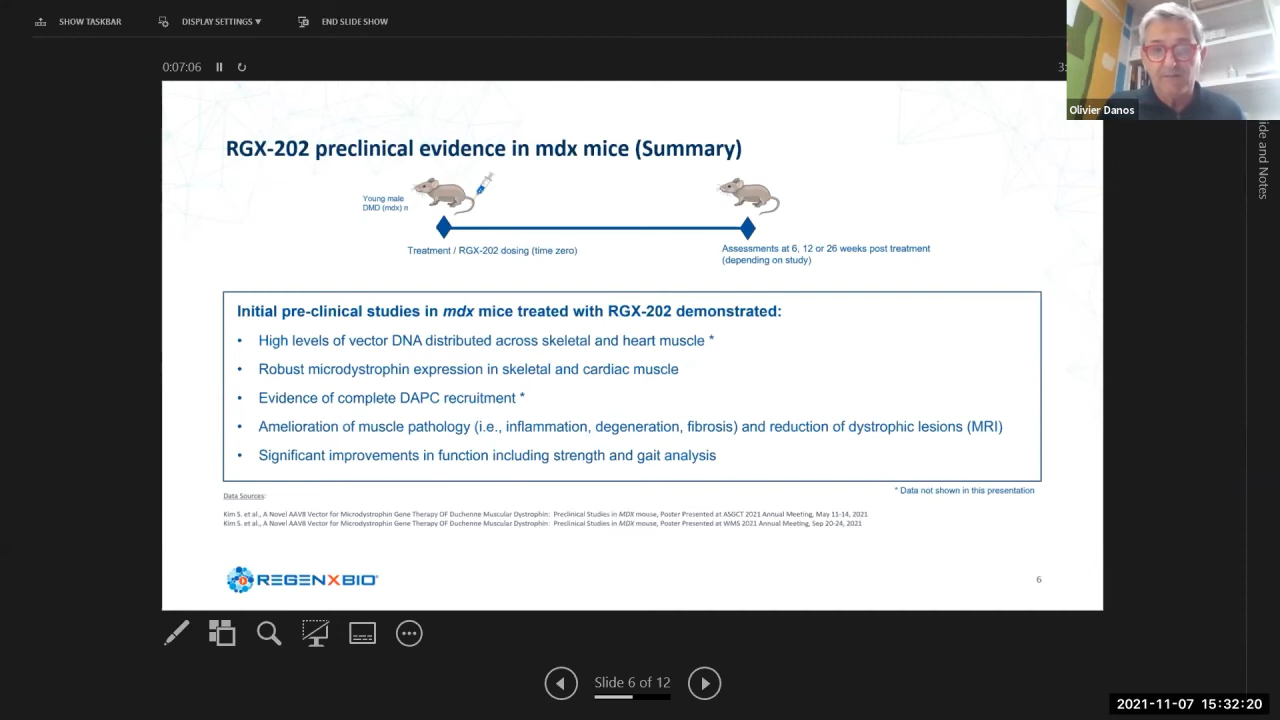 SHOW TASKBAR
DISPLAY SETTINGS ▼
END SLIDE SHOW
0:07:06
3:
Olivier Danos
ide and Notes
RGX-202 preclinical evidence in mdx mice (Summary)
Young male
DMD (mdx) m
Treatment / RGX-202 dosing (time zero)
Assessments at 6, 12 or 26 weeks post treatment
(depending on study)
Initial pre-clinical studies in mdx mice treated with RGX-202 demonstrated:
• High levels of vector DNA distributed across skeletal and heart muscle *
• Robust microdystrophin expression in skeletal and cardiac muscle
• Evidence of complete DAPC recruitment *
• Amelioration of muscle pathology (i.e., inflammation, degeneration, fibrosis) and reduction of dystrophic lesions (MRI)
• Significant improvements in function including strength and gait analysis
* Data not shown in this presentation
Data Sources:
Kim S. et al., A Novel AAV8 Vector for Microdystrophin Gene Therapy OF Duchenne Muscular Dystrophin: Preclinical Studies in MDX mouse, Poster Presented at ASGCT 2021 Annual Meeting, May 11-14, 2021
Kim S. et al., A Novel AAV8 Vector for Microdystrophin Gene Therapy OF Duchenne Muscular Dystrophin: Preclinical Studies in MDX mouse, Poster Presented at WMS 2021 Annual Meeting, Sep 20-24, 2021
REGENXBIO
6
Slide 6 of 12
2021-11-07 15:32:20